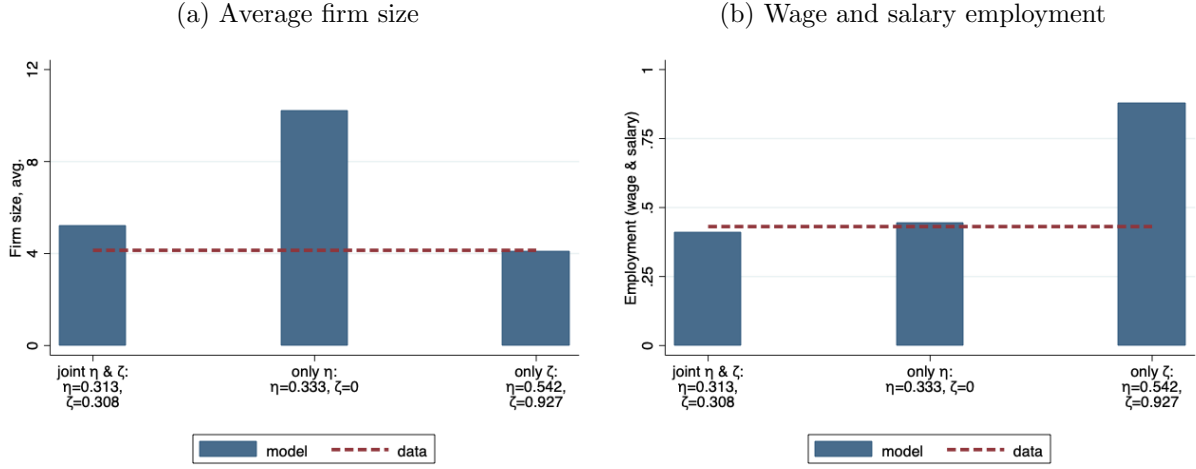 (a) Average firm size
Firm size, avg.
12
8
4
0
joint η & ζ:
η=0.313,
ζ=0.308
only η:
η=0.333, ζ=0
only ζ:
η=0.542,
ζ=0.927
model
data
(b) Wage and salary employment
Employment (wage & salary)
1
.75
.5
.25
0
joint η & ζ:
η=0.313,
ζ=0.308
only η:
η=0.333, ζ=0
only ζ:
η=0.542,
ζ=0.927
model
data